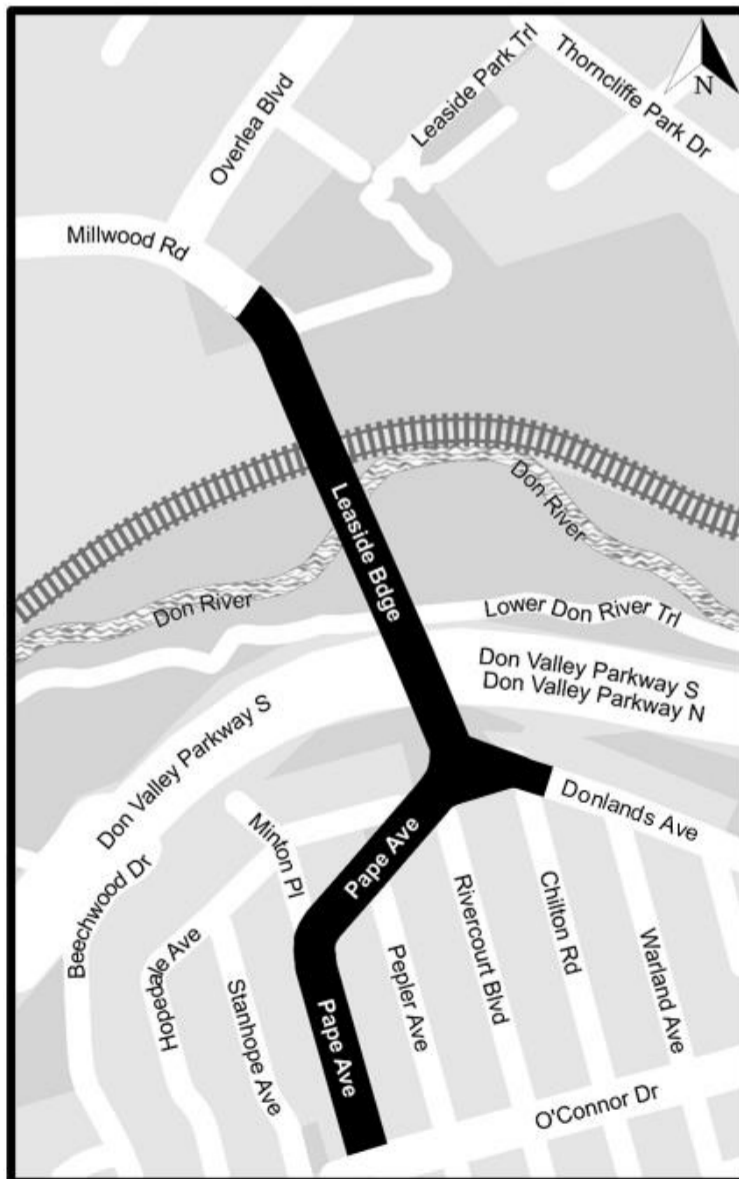 N
Leaside Park Trl
Thorncliffe Park Dr
Overlea Blvd
Millwood Rd
Don River
Leaside Bdge
Don River
Lower Don River Trl
Don Valley Parkway S
Don Valley Parkway N
Don Valley Parkway S
Donlands Ave
Minton Pl
Pape Ave
Beechwood Dr
Hopedale Ave
Rivercourt Blvd
Chilton Rd
Warland Ave
Stanhope Ave
Pape Ave
Pepler Ave
O'Connor Dr